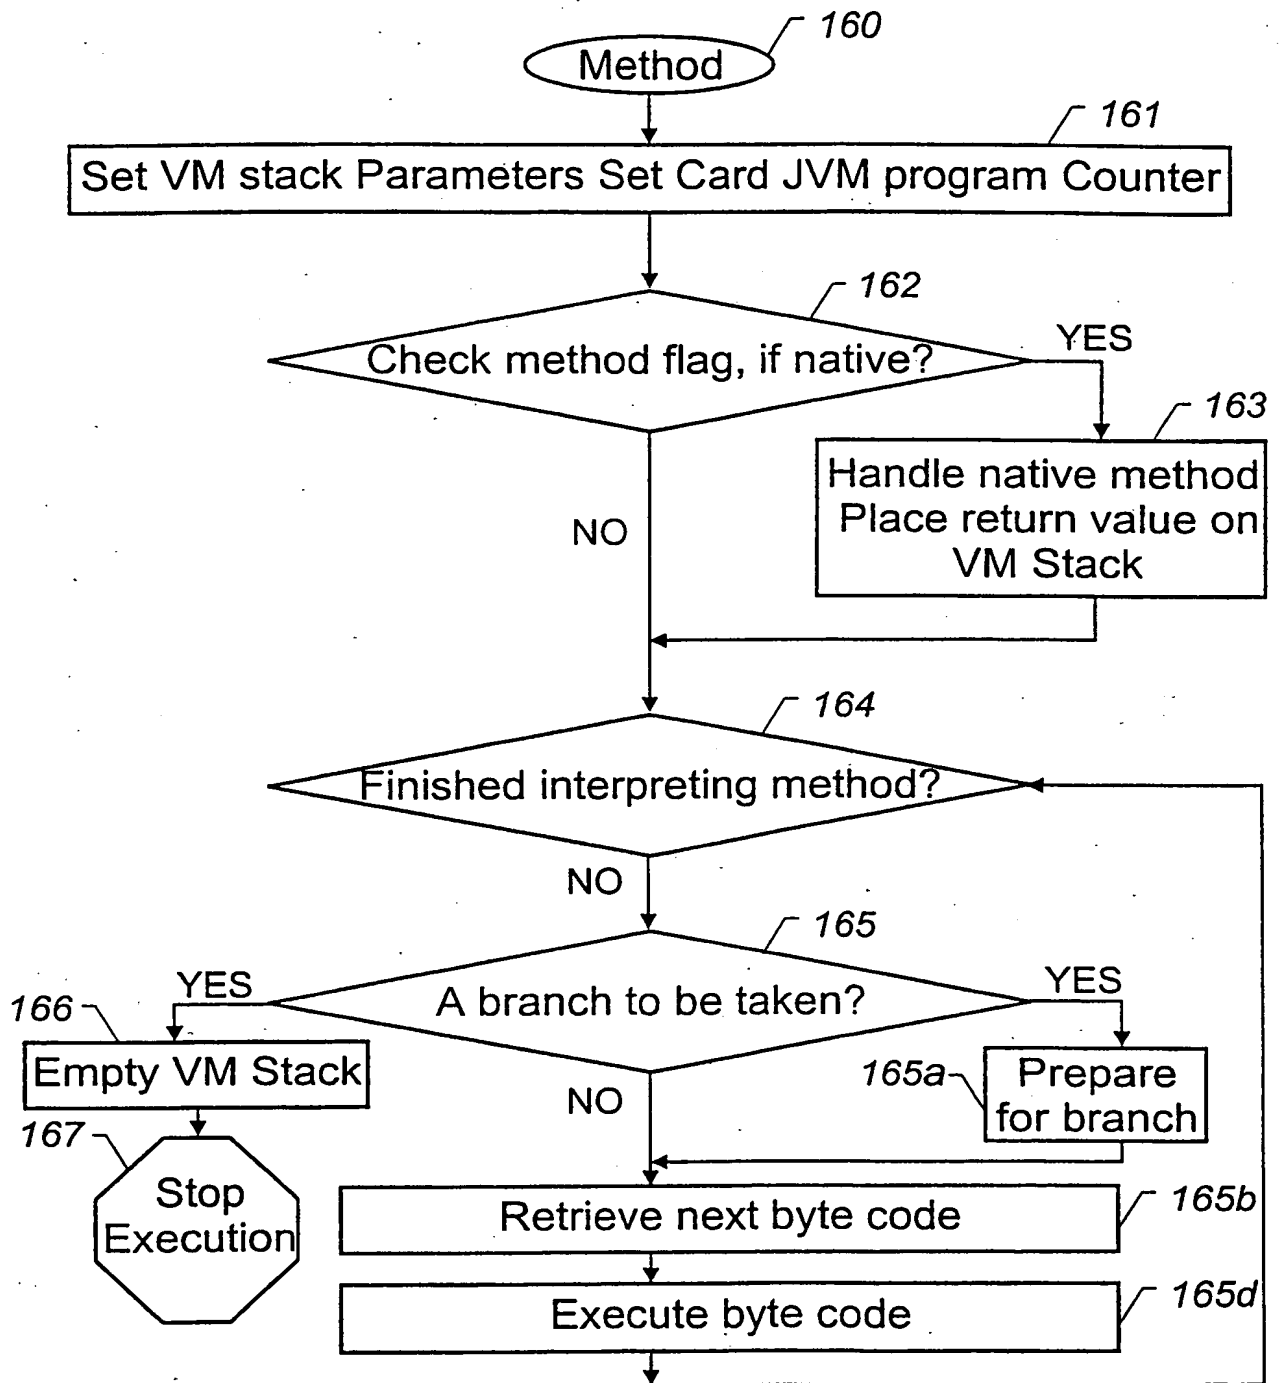 160
Method
161
Set VM stack Parameters Set Card JVM program Counter
162
Check method flag, if native?
YES
163
Handle native method
Place return value on
VM Stack
NO
164
Finished interpreting method?
NO
165
A branch to be taken?
YES
YES
166
Empty VM Stack
165a
Prepare
for branch
NO
167
Stop
Execution
165b
Retrieve next byte code
165d
Execute byte code